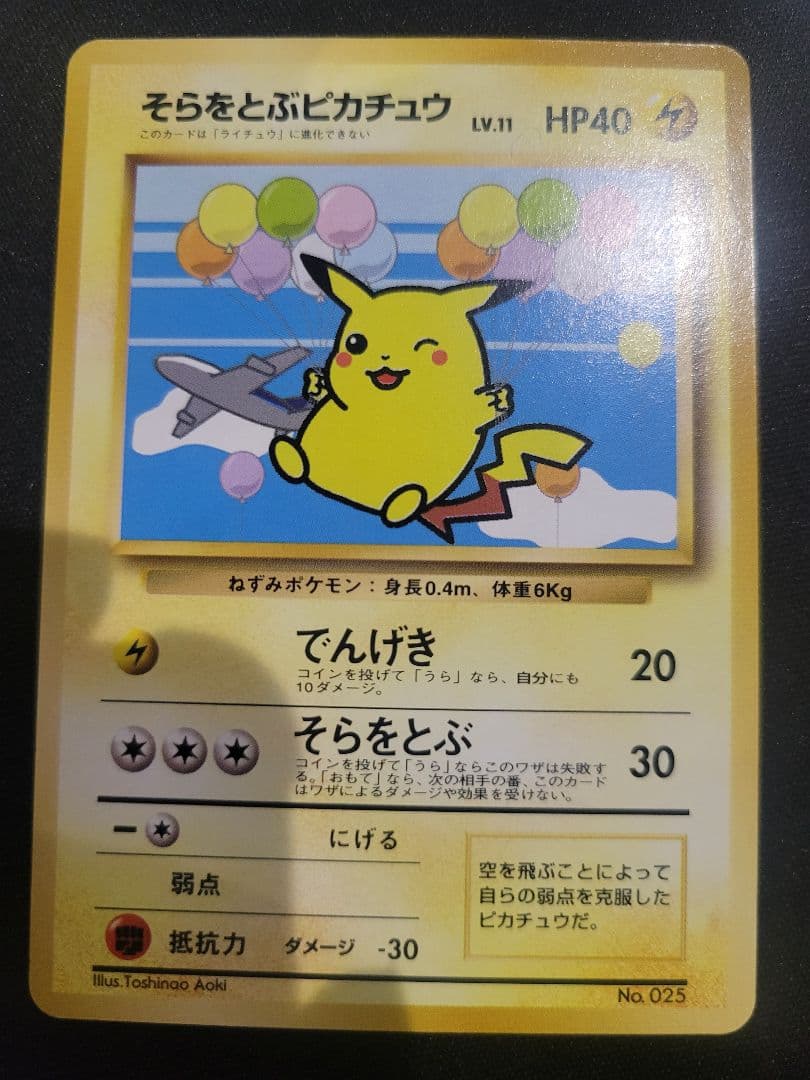 そらをとぶピカチュウ LV.11 HP40
このカードは「ライチュウ」に進化できない
ねずみポケモン：身長0.4m、体重6Kg
でんげき 20
コインを投げて「うら」なら、自分にも
10ダメージ。
そらをとぶ 30
コインを投げて「うら」ならこのワザは失敗す
る。「おもて」なら、次の相手の番、このカード
はワザによるダメージや効果を受けない。
にげる
弱点
抵抗力 ダメージ -30
空を飛ぶことによって
自らの弱点を克服した
ピカチュウだ。
Illus.Toshinao Aoki
No. 025